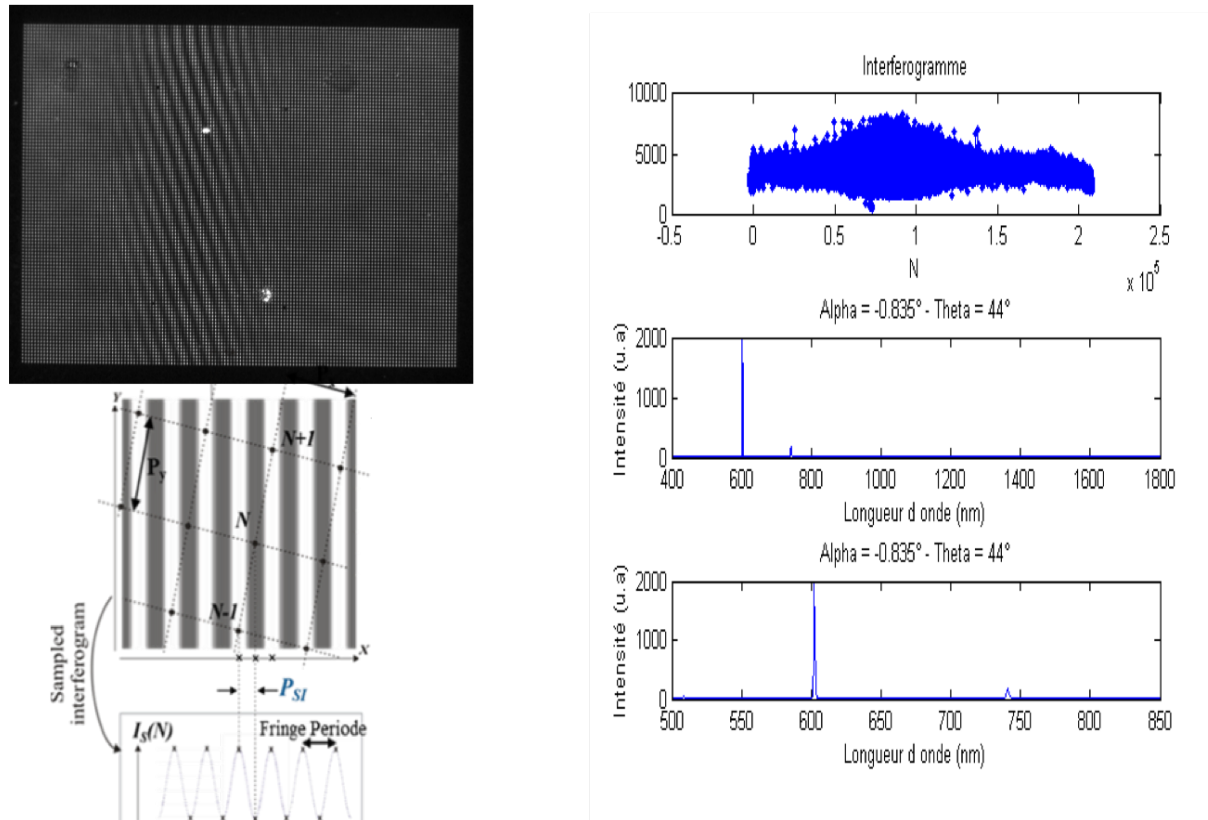 Y
P_y
N+1
N
N-1
X
P_SI
Sampled
interferogram
I_S(N)
Fringe Periode
Interferogramme
10000
5000
0
-0.5 0 0.5 1 1.5 2 2.5
N
x 10^5
Alpha = -0.835° - Theta = 44°
Intensité (u.a)
2000
1000
0
400 600 800 1000 1200 1400 1600 1800
Longueur d onde (nm)
Alpha = -0.835° - Theta = 44°
Intensité (u.a)
2000
1000
0
500 550 600 650 700 750 800 850
Longueur d onde (nm)